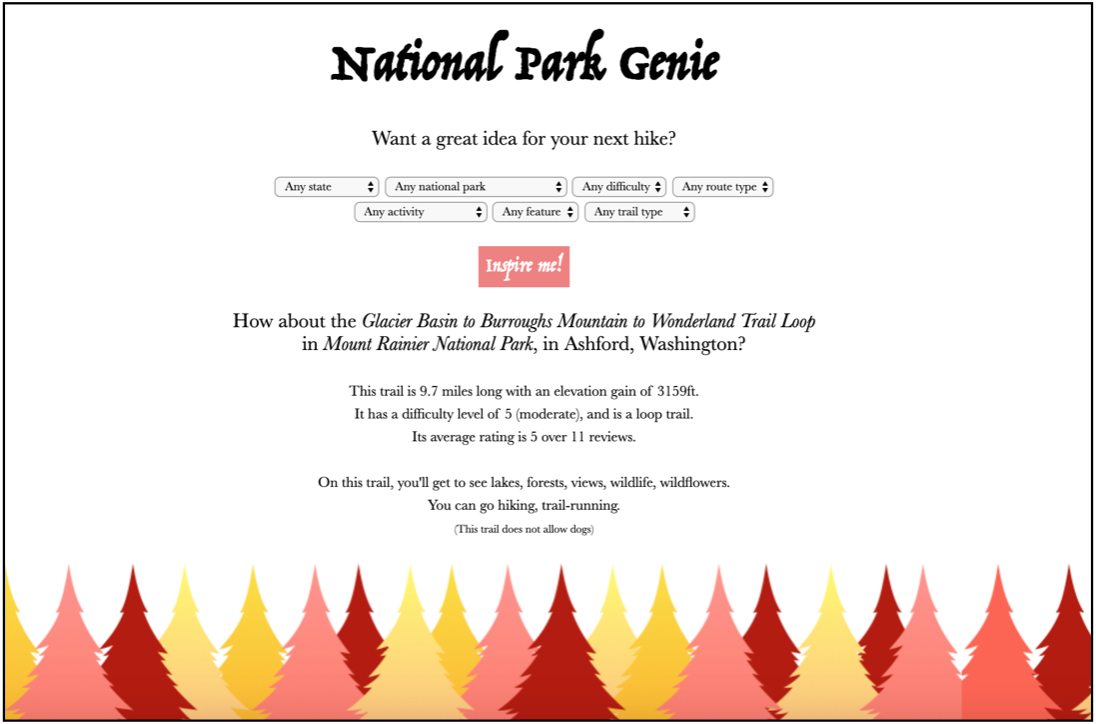 National Park Genie
Want a great idea for your next hike?
Any state Any national park Any difficulty Any route type
Any activity Any feature Any trail type
Inspire me!
How about the Glacier Basin to Burroughs Mountain to Wonderland Trail Loop
in Mount Rainier National Park, in Ashford, Washington?
This trail is 9.7 miles long with an elevation gain of 3159ft.
It has a difficulty level of 5 (moderate), and is a loop trail.
Its average rating is 5 over 11 reviews.
On this trail, you'll get to see lakes, forests, views, wildlife, wildflowers.
You can go hiking, trail-running.
(This trail does not allow dogs)